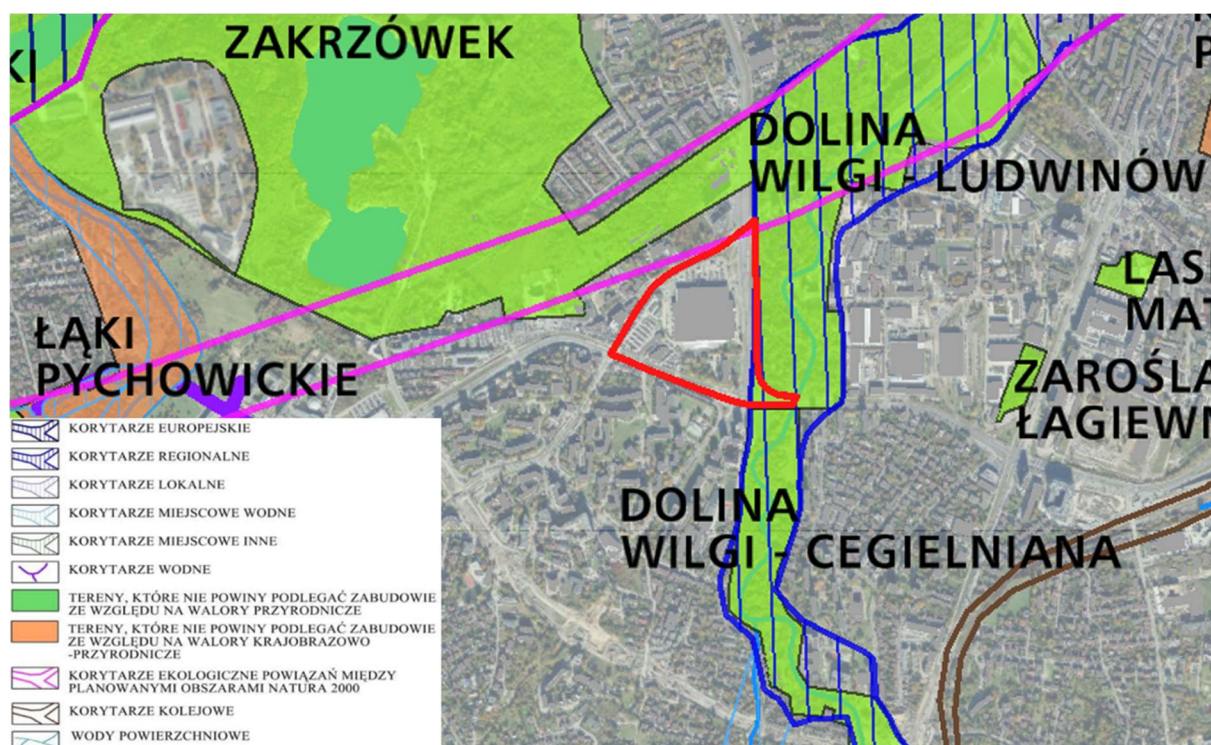 ZAKRZÓWEK
KI
DOLINA
WILGI - LUDWINÓW
LAS
MAT
ŁĄKI
PYCHOWICKIE
ZAROŚLA
ŁAGIEWN
DOLINA
WILGI - CEGIELNIANA
KORYTARZE EUROPEJSKIE
KORYTARZE REGIONALNE
KORYTARZE LOKALNE
KORYTARZE MIEJSCOWE WODNE
KORYTARZE MIEJSCOWE INNE
KORYTARZE WODNE
TERENY, KTÓRE NIE POWINY PODLEGAĆ ZABUDOWIE
ZE WZGLĘDU NA WALORY PRZYRODNICZE
TERENY, KTÓRE NIE POWINY PODLEGAĆ ZABUDOWIE
ZE WZGLĘDU NA WALORY KRAJOBRAZOWO
-PRZYRODNICZE
KORYTARZE EKOLOGICZNE POWIĄZAŃ MIĘDZY
PLANOWANYMI OBSZARAMI NATURA 2000
KORYTARZE KOLEJOWE
WODY POWIERZCHNIOWE